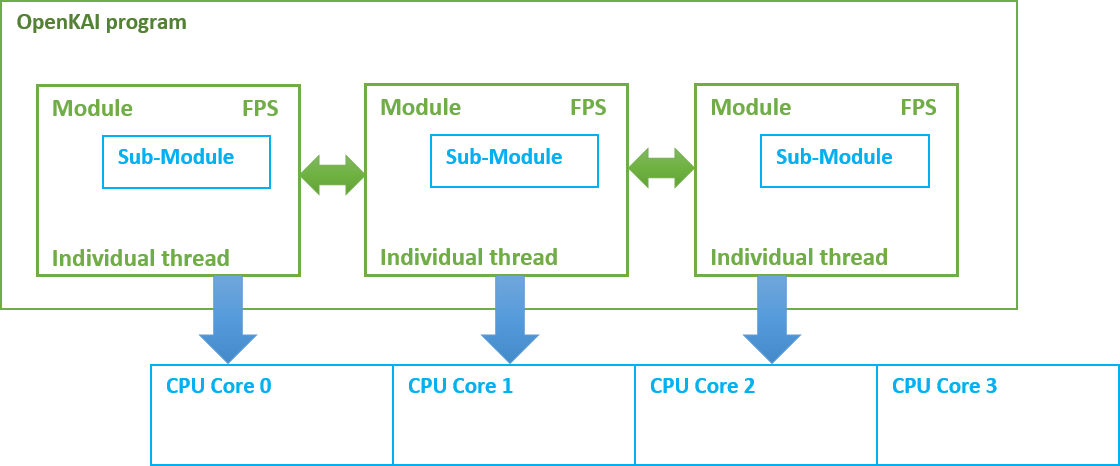 OpenKAI program
Module FPS
Sub-Module
Individual thread
Module FPS
Sub-Module
Individual thread
Module FPS
Sub-Module
Individual thread
CPU Core 0
CPU Core 1
CPU Core 2
CPU Core 3